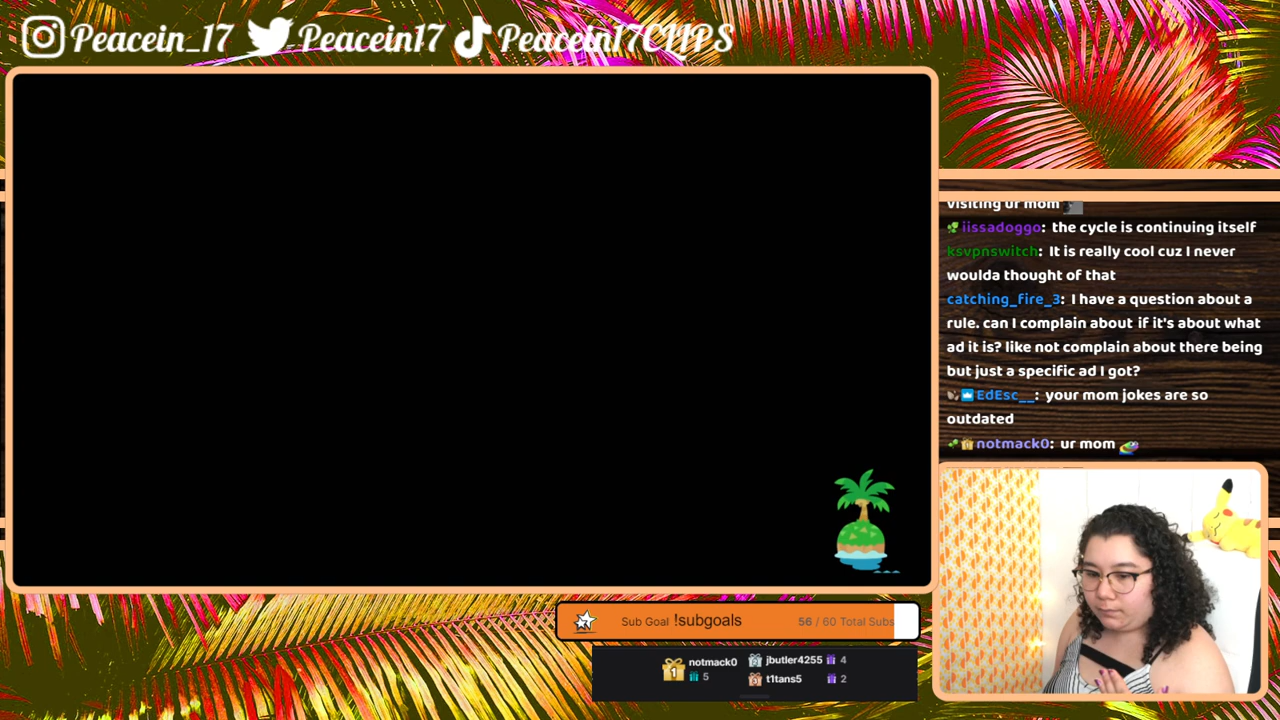 Peacein_17 Peacein17 Peacein17ClIPS
visiting ur mom
iissadoggo: the cycle is continuing itself
ksvpnswitch: It is really cool cuz I never
woulda thought of that
catching_fire_3: I have a question about a
rule. can I complain about if it's about what
ad it is? like not complain about there being
but just a specific ad I got?
EdEsc__: your mom jokes are so
outdated
notmack0: ur mom
Sub Goal !subgoals 56 / 60 Total Subs
1 notmack0 5
2 jbutler4255 4
3 t1tans5 2